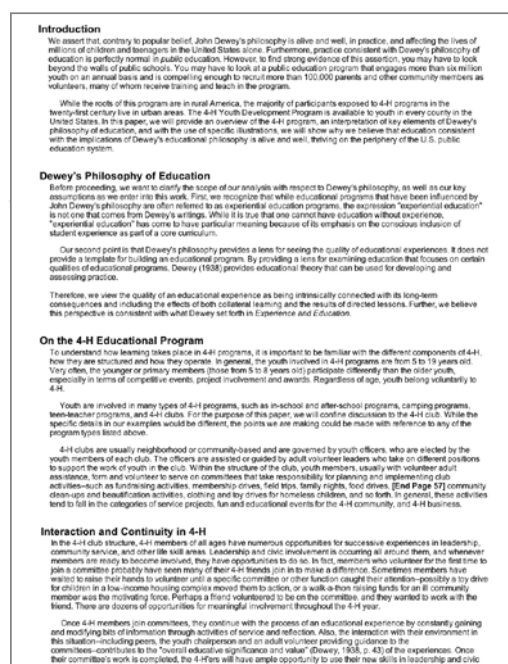 Introduction
We assert that, contrary to popular belief, John Dewey's philosophy is alive and well, in practice, and affecting the lives of
millions of children and teenagers in the United States alone. Furthermore, practice consistent with Dewey's philosophy of
education is perfectly normal in public education. However, to find strong evidence of this assertion, you may have to look
beyond the walls of public schools. You may have to look at a public education program that engages more than six million
youth on an annual basis and is compelling enough to recruit more than 100,000 parents and other community members as
volunteers, many of whom receive training and teach in the program.
While the roots of this program are in rural America, the majority of participants exposed to 4-H programs in the
twenty-first century live in urban areas. The 4-H Youth Development Program is available to youth in every county in the
United States. In this paper, we will provide an overview of the 4-H program, an interpretation of key elements of Dewey's
philosophy of education, and with the use of specific illustrations, we will show why we believe that education consistent
with the implications of Dewey's educational philosophy is alive and well, thriving on the periphery of the U.S. public
education system.
Dewey's Philosophy of Education
Before proceeding, we want to clarify the scope of our analysis with respect to Dewey's philosophy, as well as our key
assumptions as we enter into this work. First, we recognize that while educational programs that have been influenced by
John Dewey's philosophy are often referred to as experiential education programs, the expression "experiential education"
is not one that comes from Dewey's writings. While it is true that one cannot have education without experience,
"experiential education" has come to have particular meaning because of its emphasis on the conscious inclusion of
student experience as part of a core curriculum.
Our second point is that Dewey's philosophy provides a lens for seeing the quality of educational experiences. It does not
provide a template for building an educational program. By providing a lens for examining education that focuses on certain
qualities of educational programs, Dewey (1938) provides educational theory that can be used for developing and
assessing practice.
Therefore, we view the quality of an educational experience as being intrinsically connected with its long-term
consequences and including the effects of both collateral learning and the results of directed lessons. Further, we believe
this perspective is consistent with what Dewey set forth in Experience and Education.
On the 4-H Educational Program
To understand how learning takes place in 4-H programs, it is important to be familiar with the different components of 4-H,
how they are structured and how they operate. In general, the youth involved in 4-H programs are from 5 to 19 years old.
Very often, the younger or primary members (those from 5 to 8 years old) participate differently than the older youth,
especially in terms of competitive events, project involvement and awards. Regardless of age, youth belong voluntarily to
4-H.
Youth are involved in many types of 4-H programs, such as in-school and after-school programs, camping programs,
teen-teacher programs, and 4-H clubs. For the purpose of this paper, we will confine discussion to the 4-H club. While the
specific details in our examples would be different, the points we are making could be made with reference to any of the
program types listed above.
4-H clubs are usually neighborhood or community-based and are governed by youth officers, who are elected by the
youth members of each club. The officers are assisted or guided by adult volunteer leaders who take on different positions
to support the work of youth in the club. Within the structure of the club, youth members, usually with volunteer adult
assistance, form and volunteer to serve on committees that take responsibility for planning and implementing club
activities–such as fundraising activities, membership drives, field trips, family nights, food drives, [End Page 57] community
clean-ups and beautification activities, clothing and toy drives for homeless children, and so forth. In general, these activities
tend to fall in the categories of service projects, fun and educational events for the 4-H community, and 4-H business.
Interaction and Continuity in 4-H
In the 4-H club structure, 4-H members of all ages have numerous opportunities for successful experiences in leadership,
community service, and other life skill areas. Leadership and civic involvement is occurring all around them, and whenever
members are ready to become involved, they have opportunities to do so. In fact, members who volunteer for the first time to
join a committee probably have seen many of their 4-H friends join in to make a difference. Sometimes members have
waited to raise their hands to volunteer until a specific committee or other function caught their attention–possibly a toy drive
for children in a low-income housing complex moved them to action, or a walk-a-thon raising funds for an ill community
member was the motivating force. Perhaps a friend volunteered to be on the committee, and they wanted to work with the
friend. There are dozens of opportunities for meaningful involvement throughout the 4-H year.
Once 4-H members join committees, they continue with the process of an educational experience by constantly gaining
and modifying bits of information through activities of service and reflection. Also, the interaction with their environment in
this situation–including peers, the youth chairperson and an adult volunteer providing guidance to the
committees–contributes to the "overall educative significance and value" (Dewey, 1938, p. 43) of the experiences. Once
their committee's work is completed, the 4-H'ers will have ample opportunity to use their new skills in leadership and civic